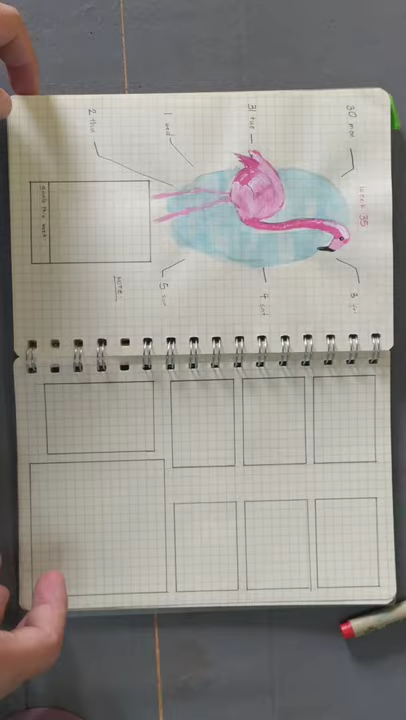 week 35
30 mon
31 tue
1 wed
2 thu
3 fri
4 sat
5 sun
NOTE:
goals this week